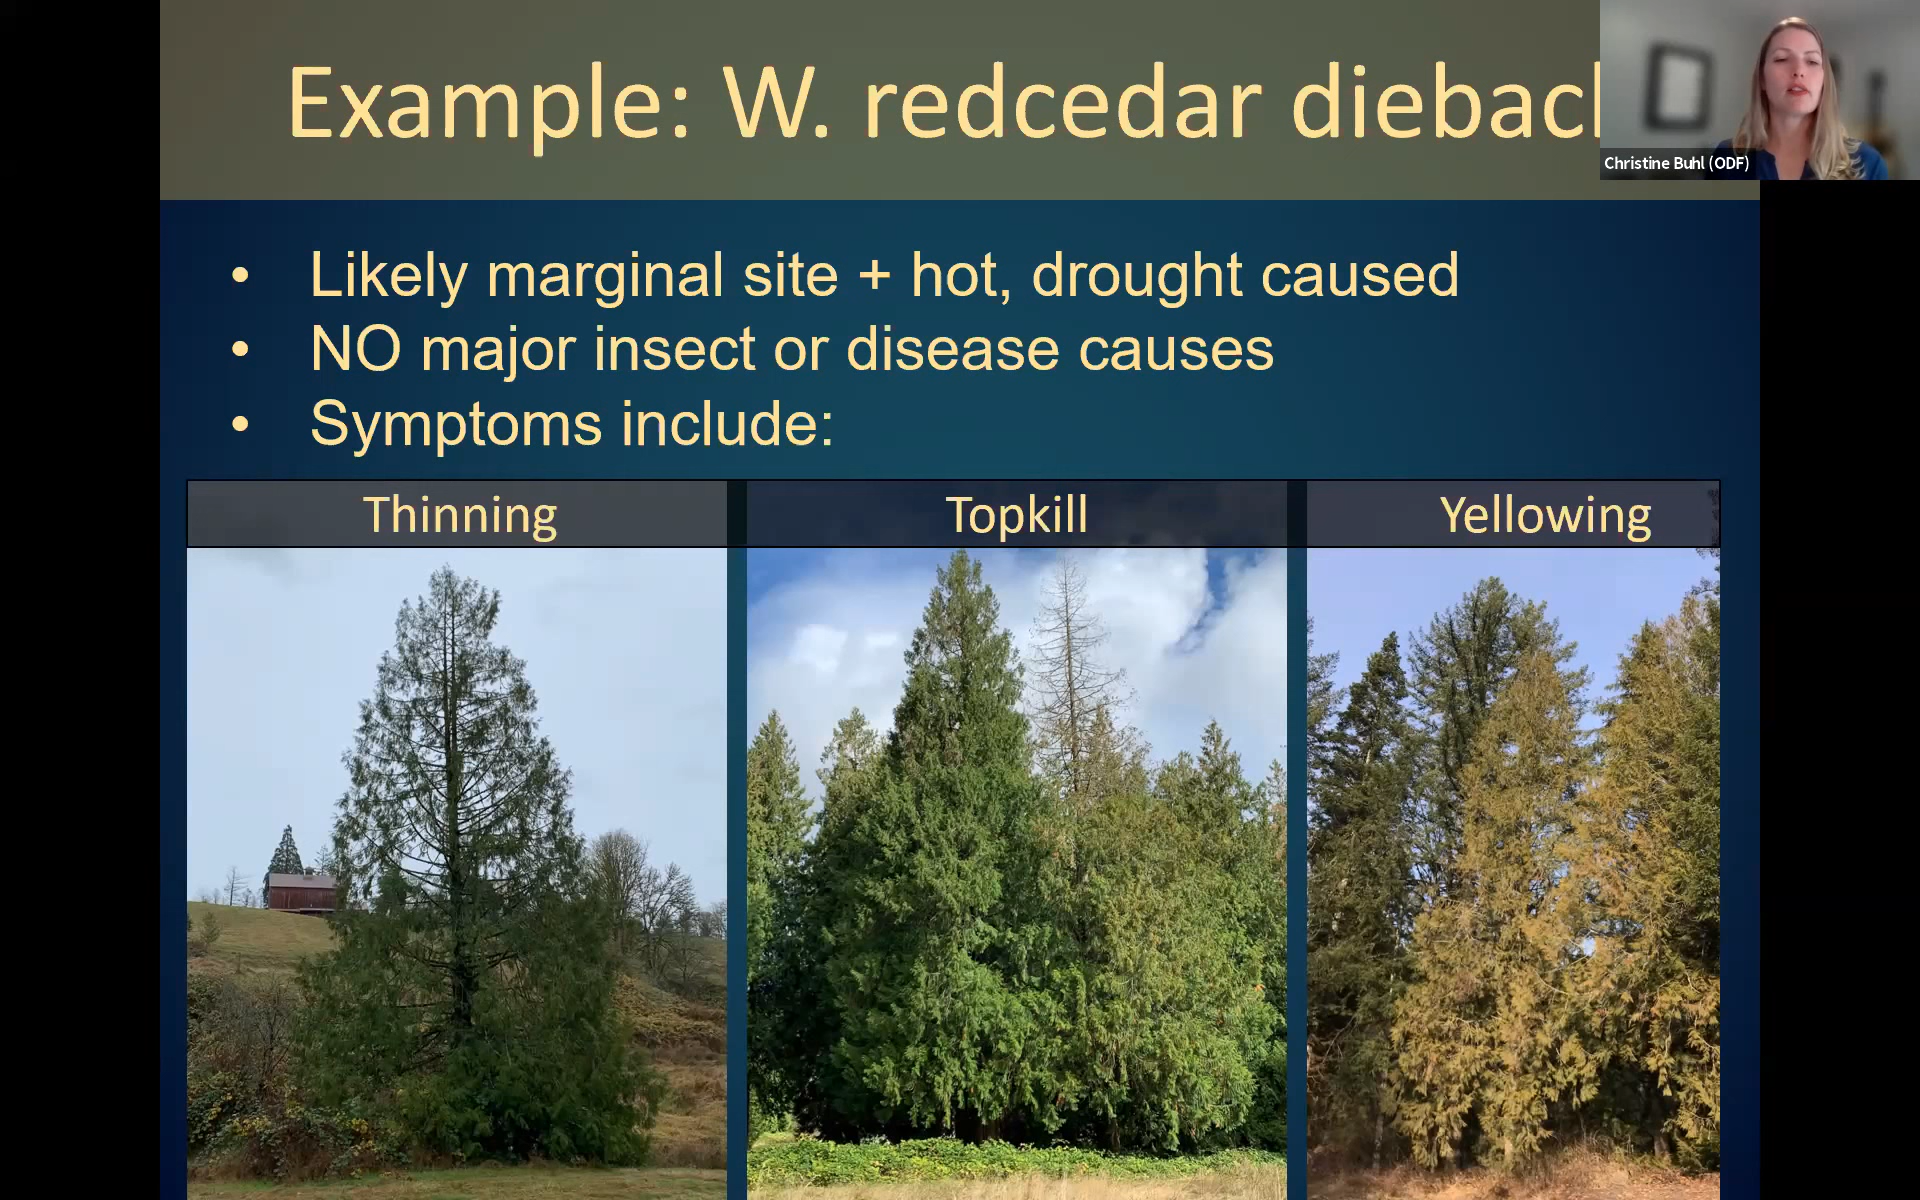 Example: W. redcedar dieback
Christine Buhl (ODF)
• Likely marginal site + hot, drought caused
• NO major insect or disease causes
• Symptoms include:
Thinning
Topkill
Yellowing